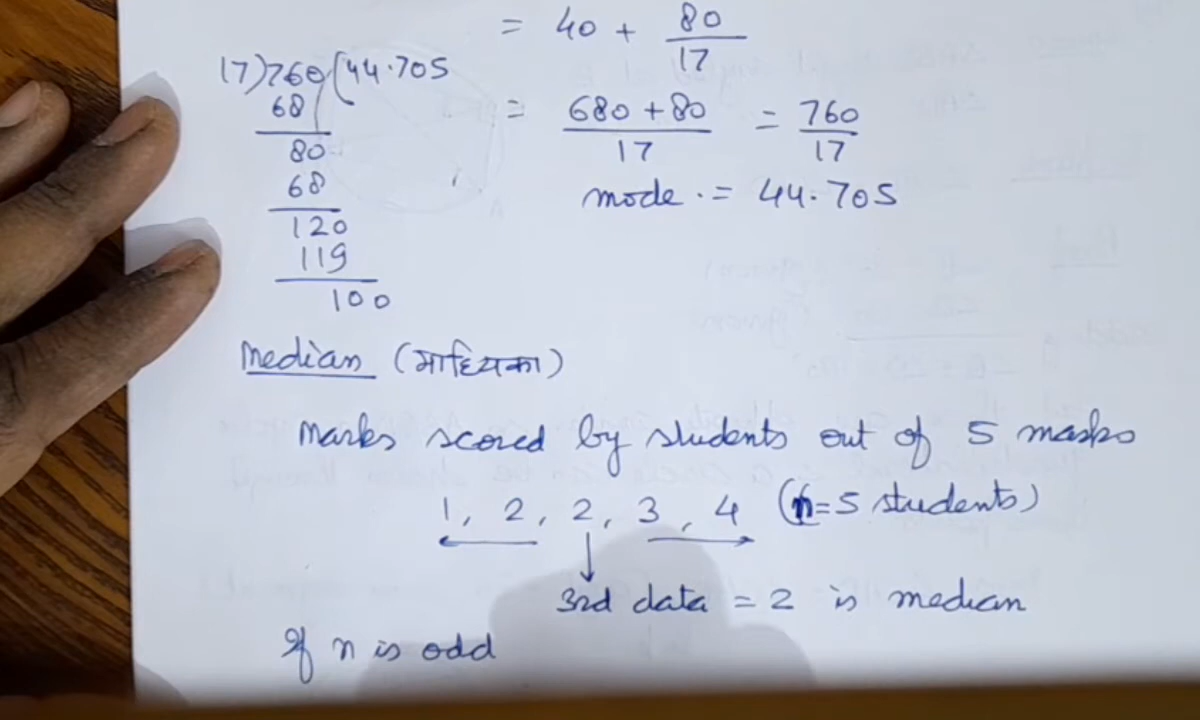 = 40 + 80/17
17)760(44.705
68
80
68
120
119
100
= 680 + 80/17 = 760/17
mode . = 44.705
Median (माध्यिका)
Marks scored by students out of 5 marks
1, 2, 2, 3, 4 (n=5 students)
3rd data = 2 is median
If n is odd